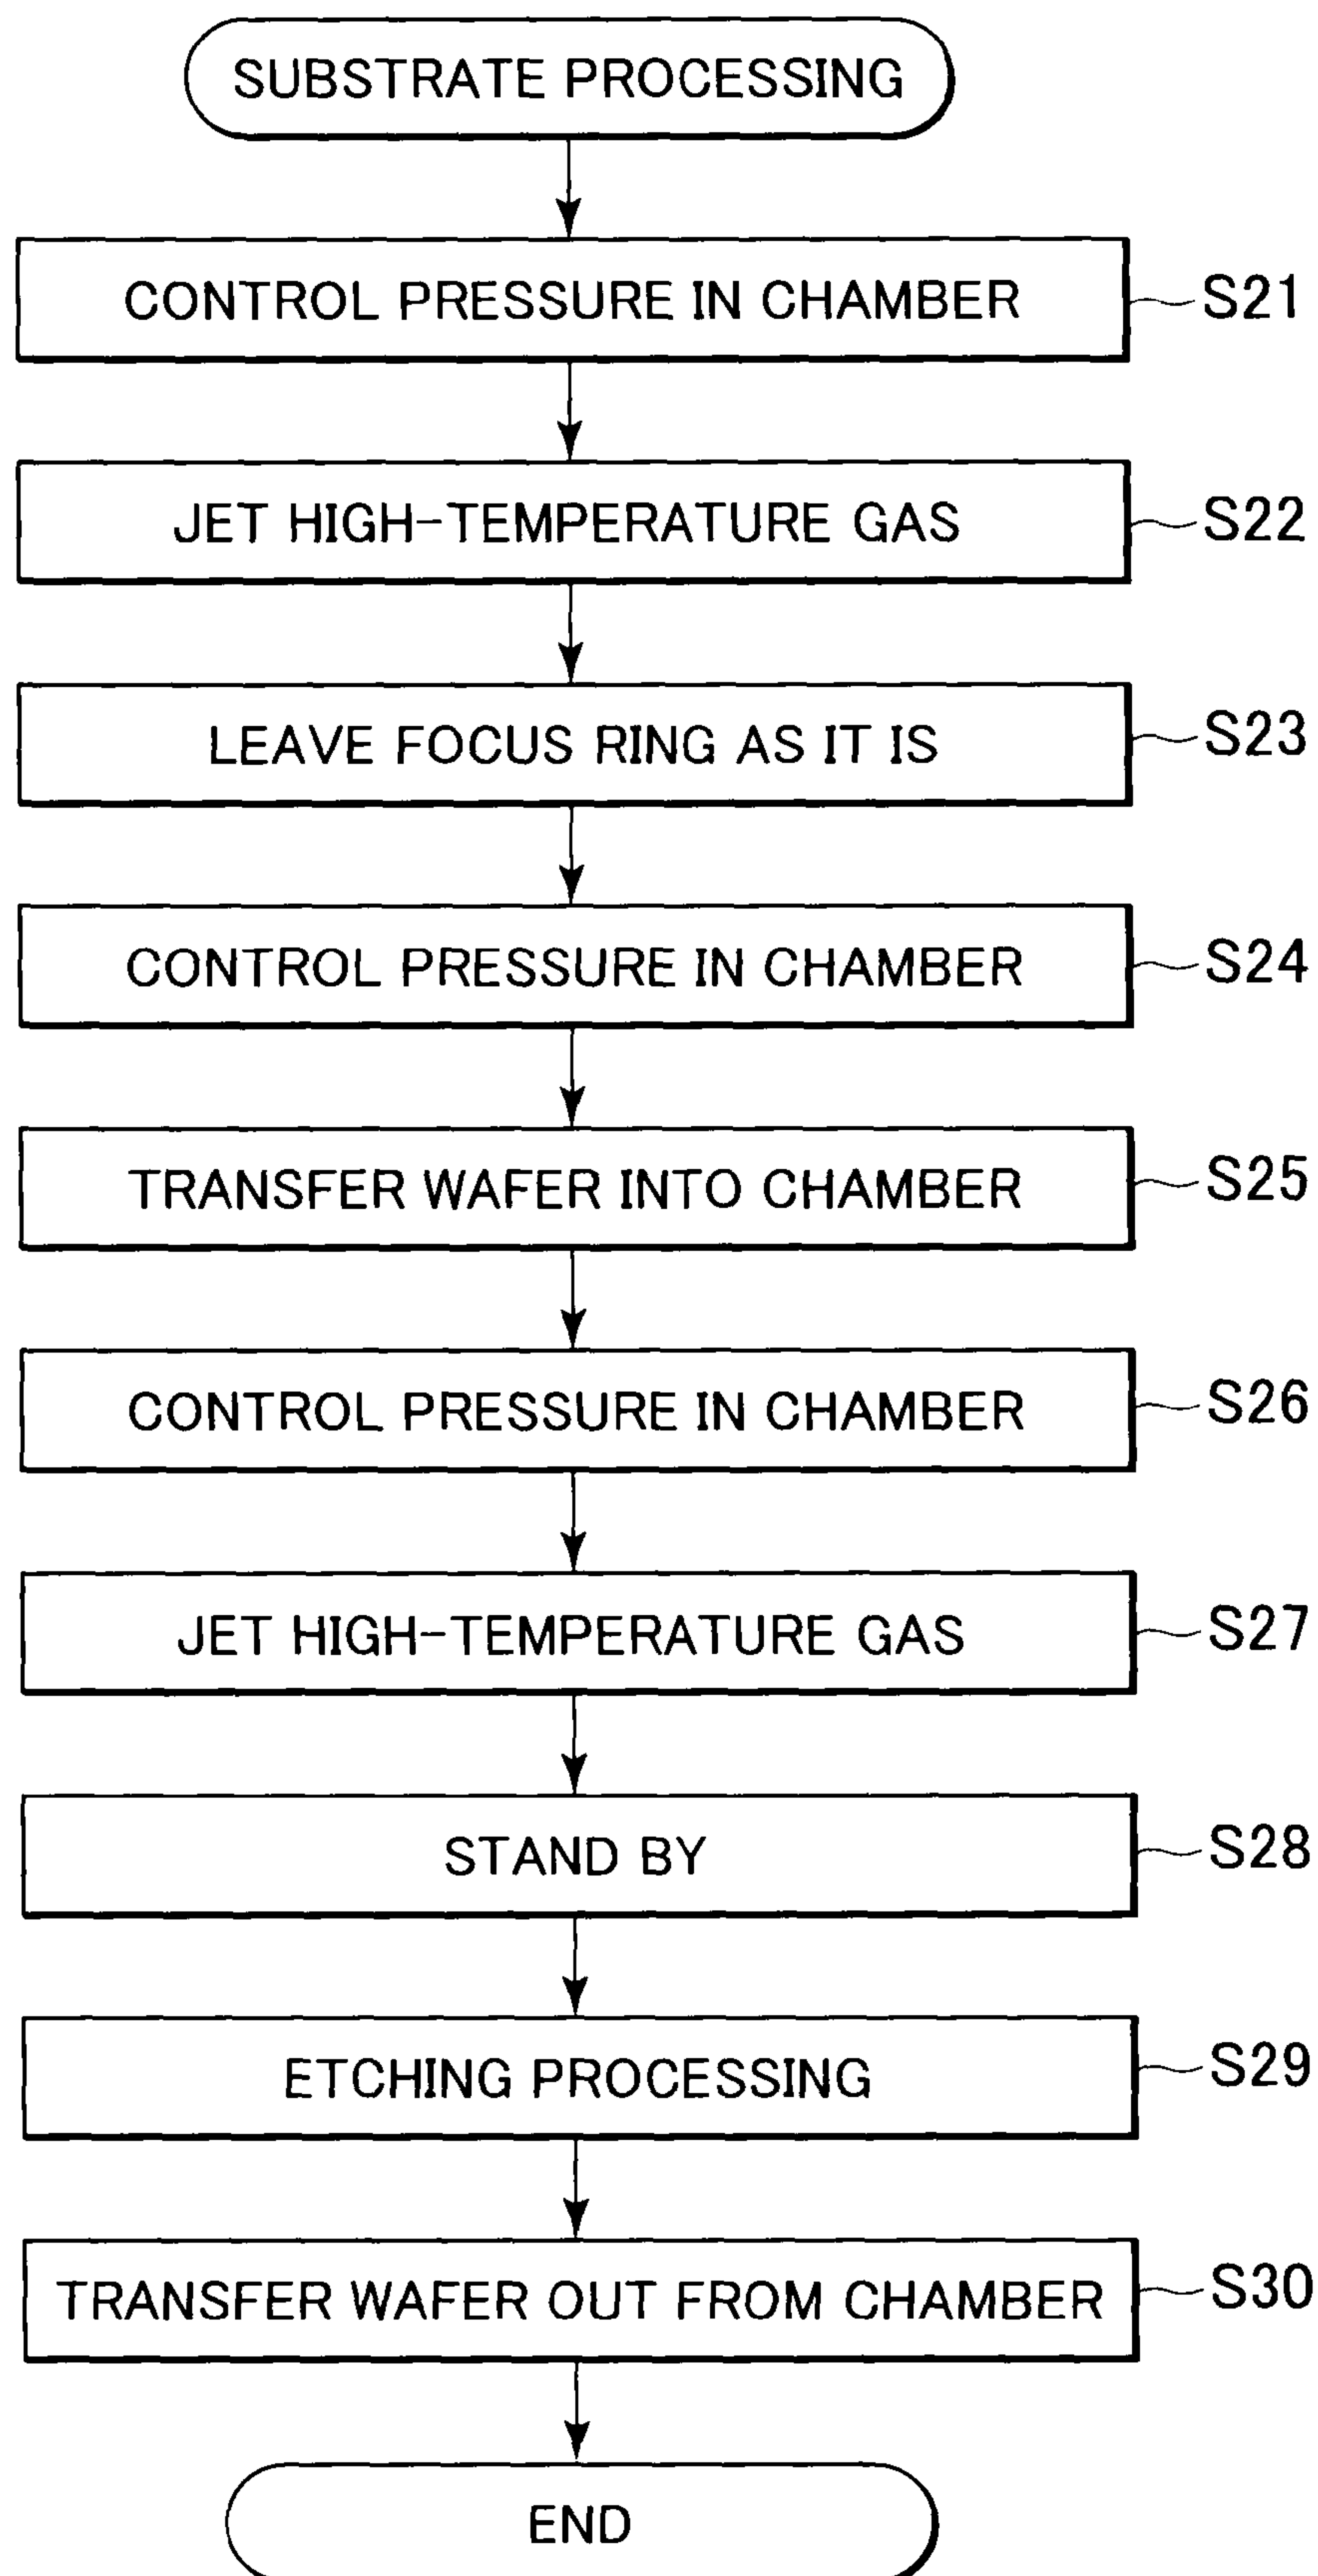 SUBSTRATE PROCESSING
CONTROL PRESSURE IN CHAMBER S21
JET HIGH-TEMPERATURE GAS S22
LEAVE FOCUS RING AS IT IS S23
CONTROL PRESSURE IN CHAMBER S24
TRANSFER WAFER INTO CHAMBER S25
CONTROL PRESSURE IN CHAMBER S26
JET HIGH-TEMPERATURE GAS S27
STAND BY S28
ETCHING PROCESSING S29
TRANSFER WAFER OUT FROM CHAMBER S30
END